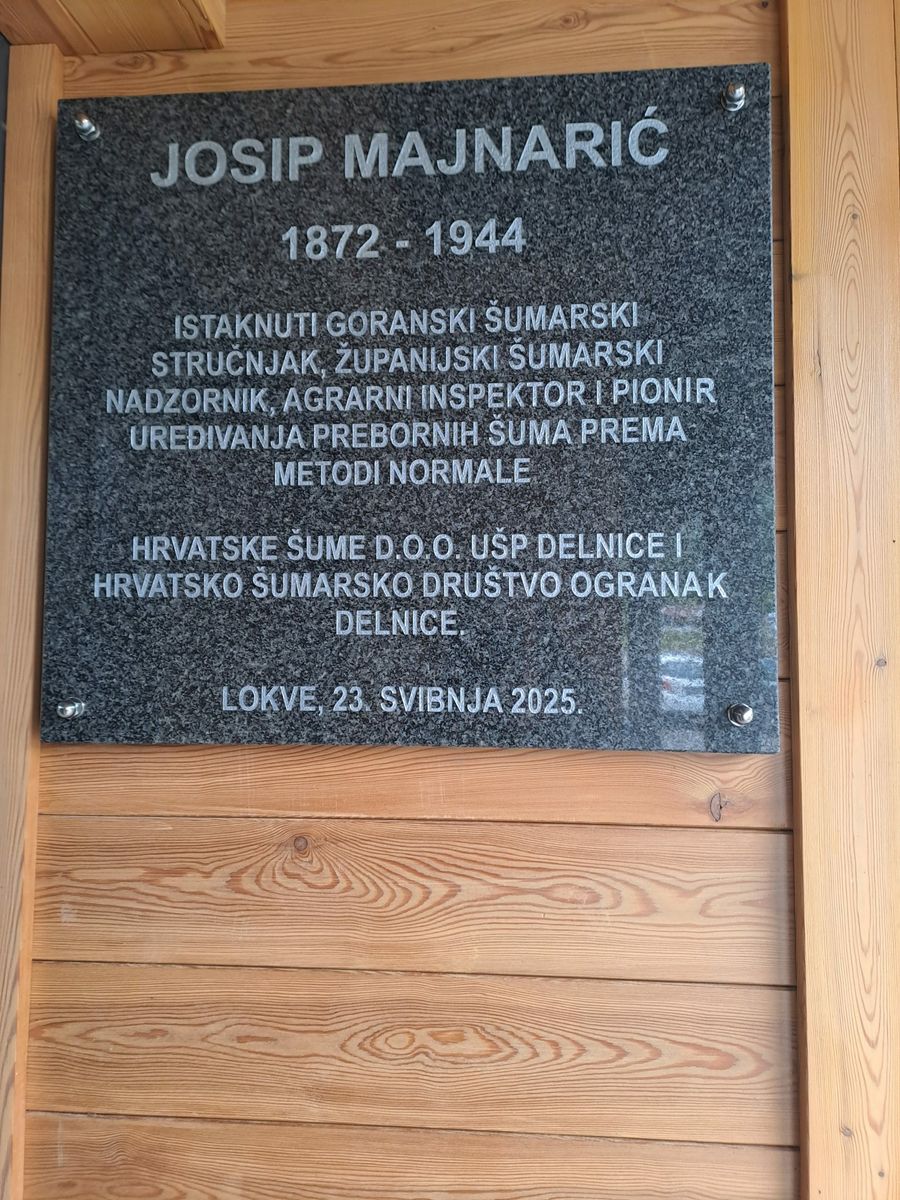 JOSIP MAJNARIĆ
1872 - 1944
ISTAKNUTI GORANSKI ŠUMARSKI
STRUČNJAK, ŽUPANIJSKI ŠUMARSKI
NADZORNIK, AGRARNI INSPEKTOR I PIONIR
UREĐIVANJA PREBORNIH ŠUMA PREMA
METODI NORMALE
HRVATSKE ŠUME D.O.O. UŠP DELNICE I
HRVATSKO ŠUMARSKO DRUŠTVO OGRANAK
DELNICE.
LOKVE, 23. SVIBNJA 2025.